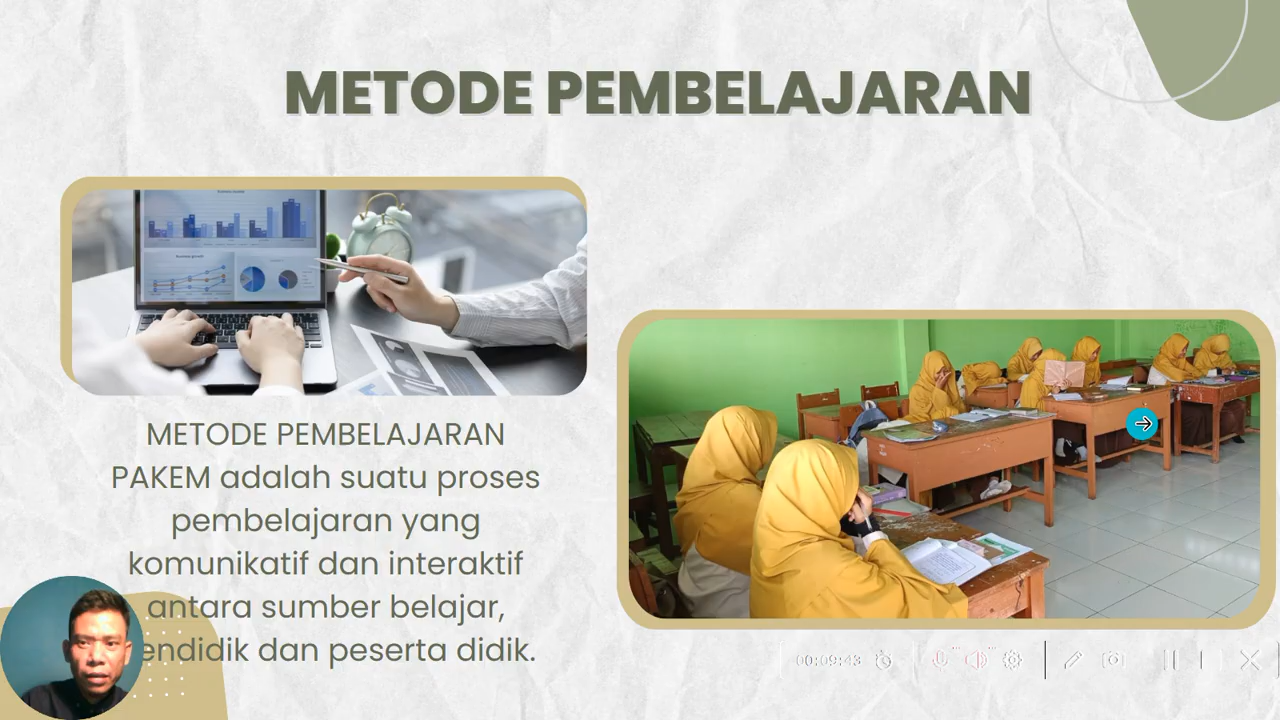 METODE PEMBELAJARAN
METODE PEMBELAJARAN
PAKEM adalah suatu proses
pembelajaran yang
komunikatif dan interaktif
antara sumber belajar,
endidik dan peserta didik.
00:09:43